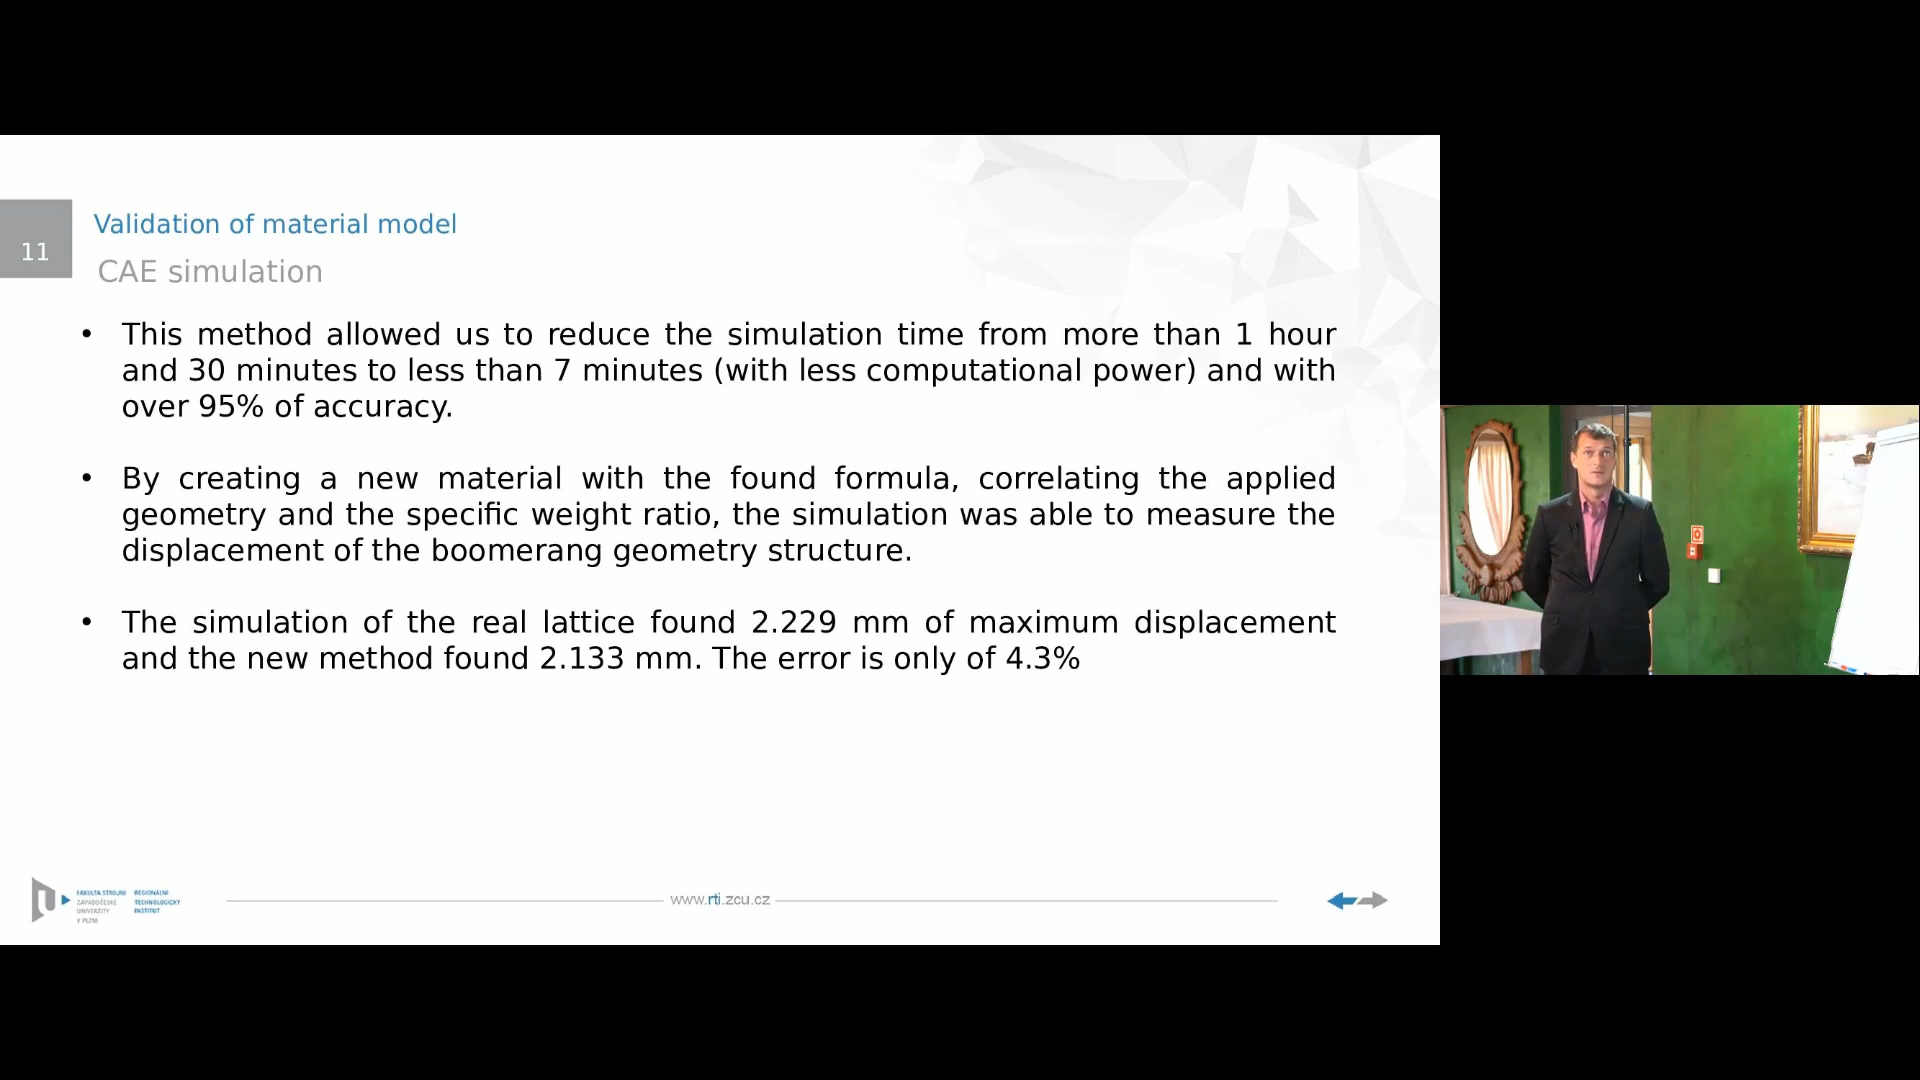 11
Validation of material model
CAE simulation
• This method allowed us to reduce the simulation time from more than 1 hour
and 30 minutes to less than 7 minutes (with less computational power) and with
over 95% of accuracy.
• By creating a new material with the found formula, correlating the applied
geometry and the specific weight ratio, the simulation was able to measure the
displacement of the boomerang geometry structure.
• The simulation of the real lattice found 2.229 mm of maximum displacement
and the new method found 2.133 mm. The error is only of 4.3%
FAKULTA STROJNÍ
ZÁPADOČESKÉ
UNIVERZITY
V PLZNI
REGIONÁLNÍ
TECHNOLOGICKÝ
INSTITUT
www.rti.zcu.cz